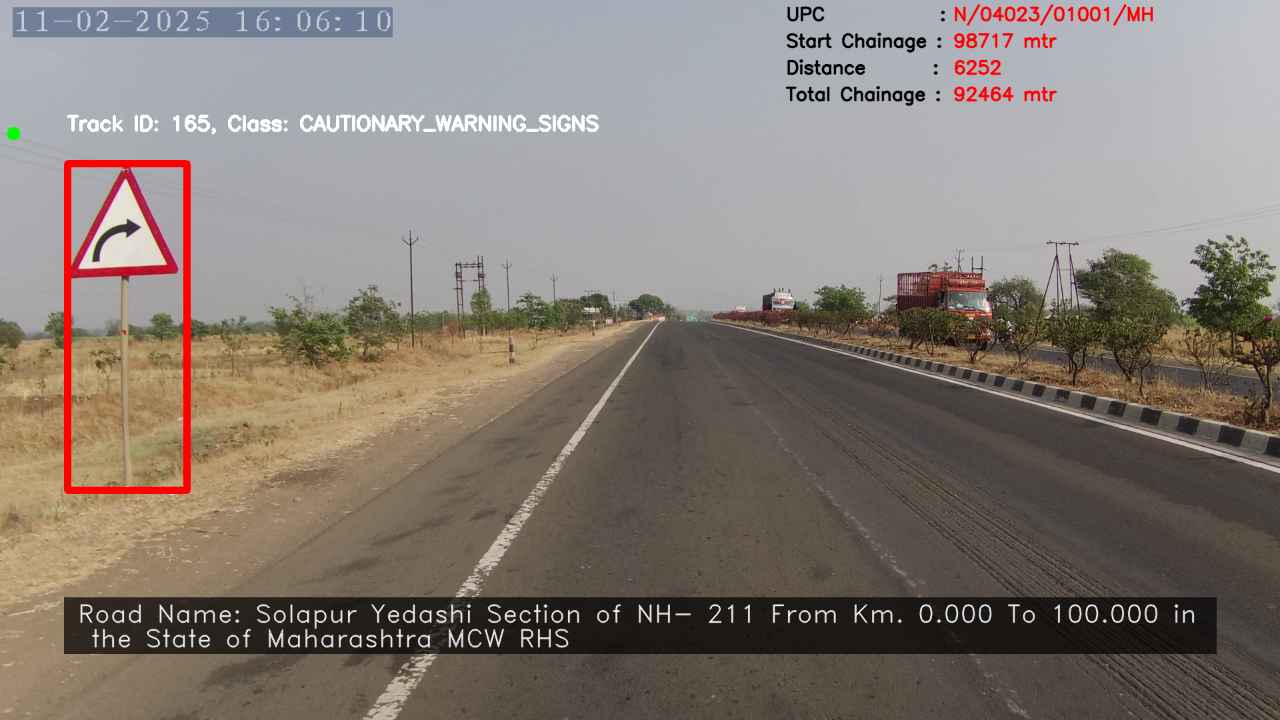 11-02-2025 16:06:10
UPC : N/04023/01001/MH
Start Chainage : 98717 mtr
Distance : 6252
Total Chainage : 92464 mtr
Track ID: 165, Class: CAUTIONARY_WARNING_SIGNS
Road Name: Solapur Yedashi Section of NH- 211 From Km. 0.000 To 100.000 in
the State of Maharashtra MCW RHS